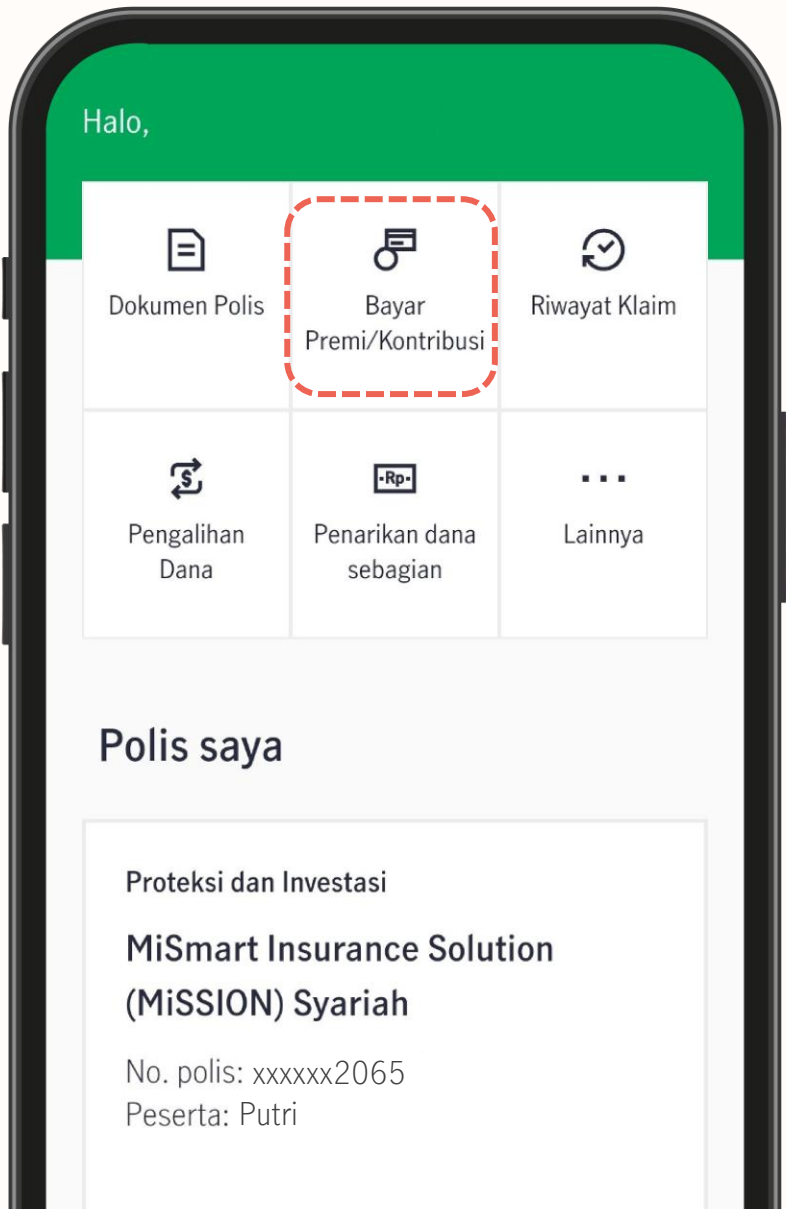 Halo,
Dokumen Polis
Bayar
Premi/Kontribusi
Riwayat Klaim
$
Pengalihan
Dana
Rp
Penarikan dana
sebagian
Lainnya
Polis saya
Proteksi dan Investasi
MiSmart Insurance Solution
(MiSSION) Syariah
No. polis: xxxxxx2065
Peserta: Putri